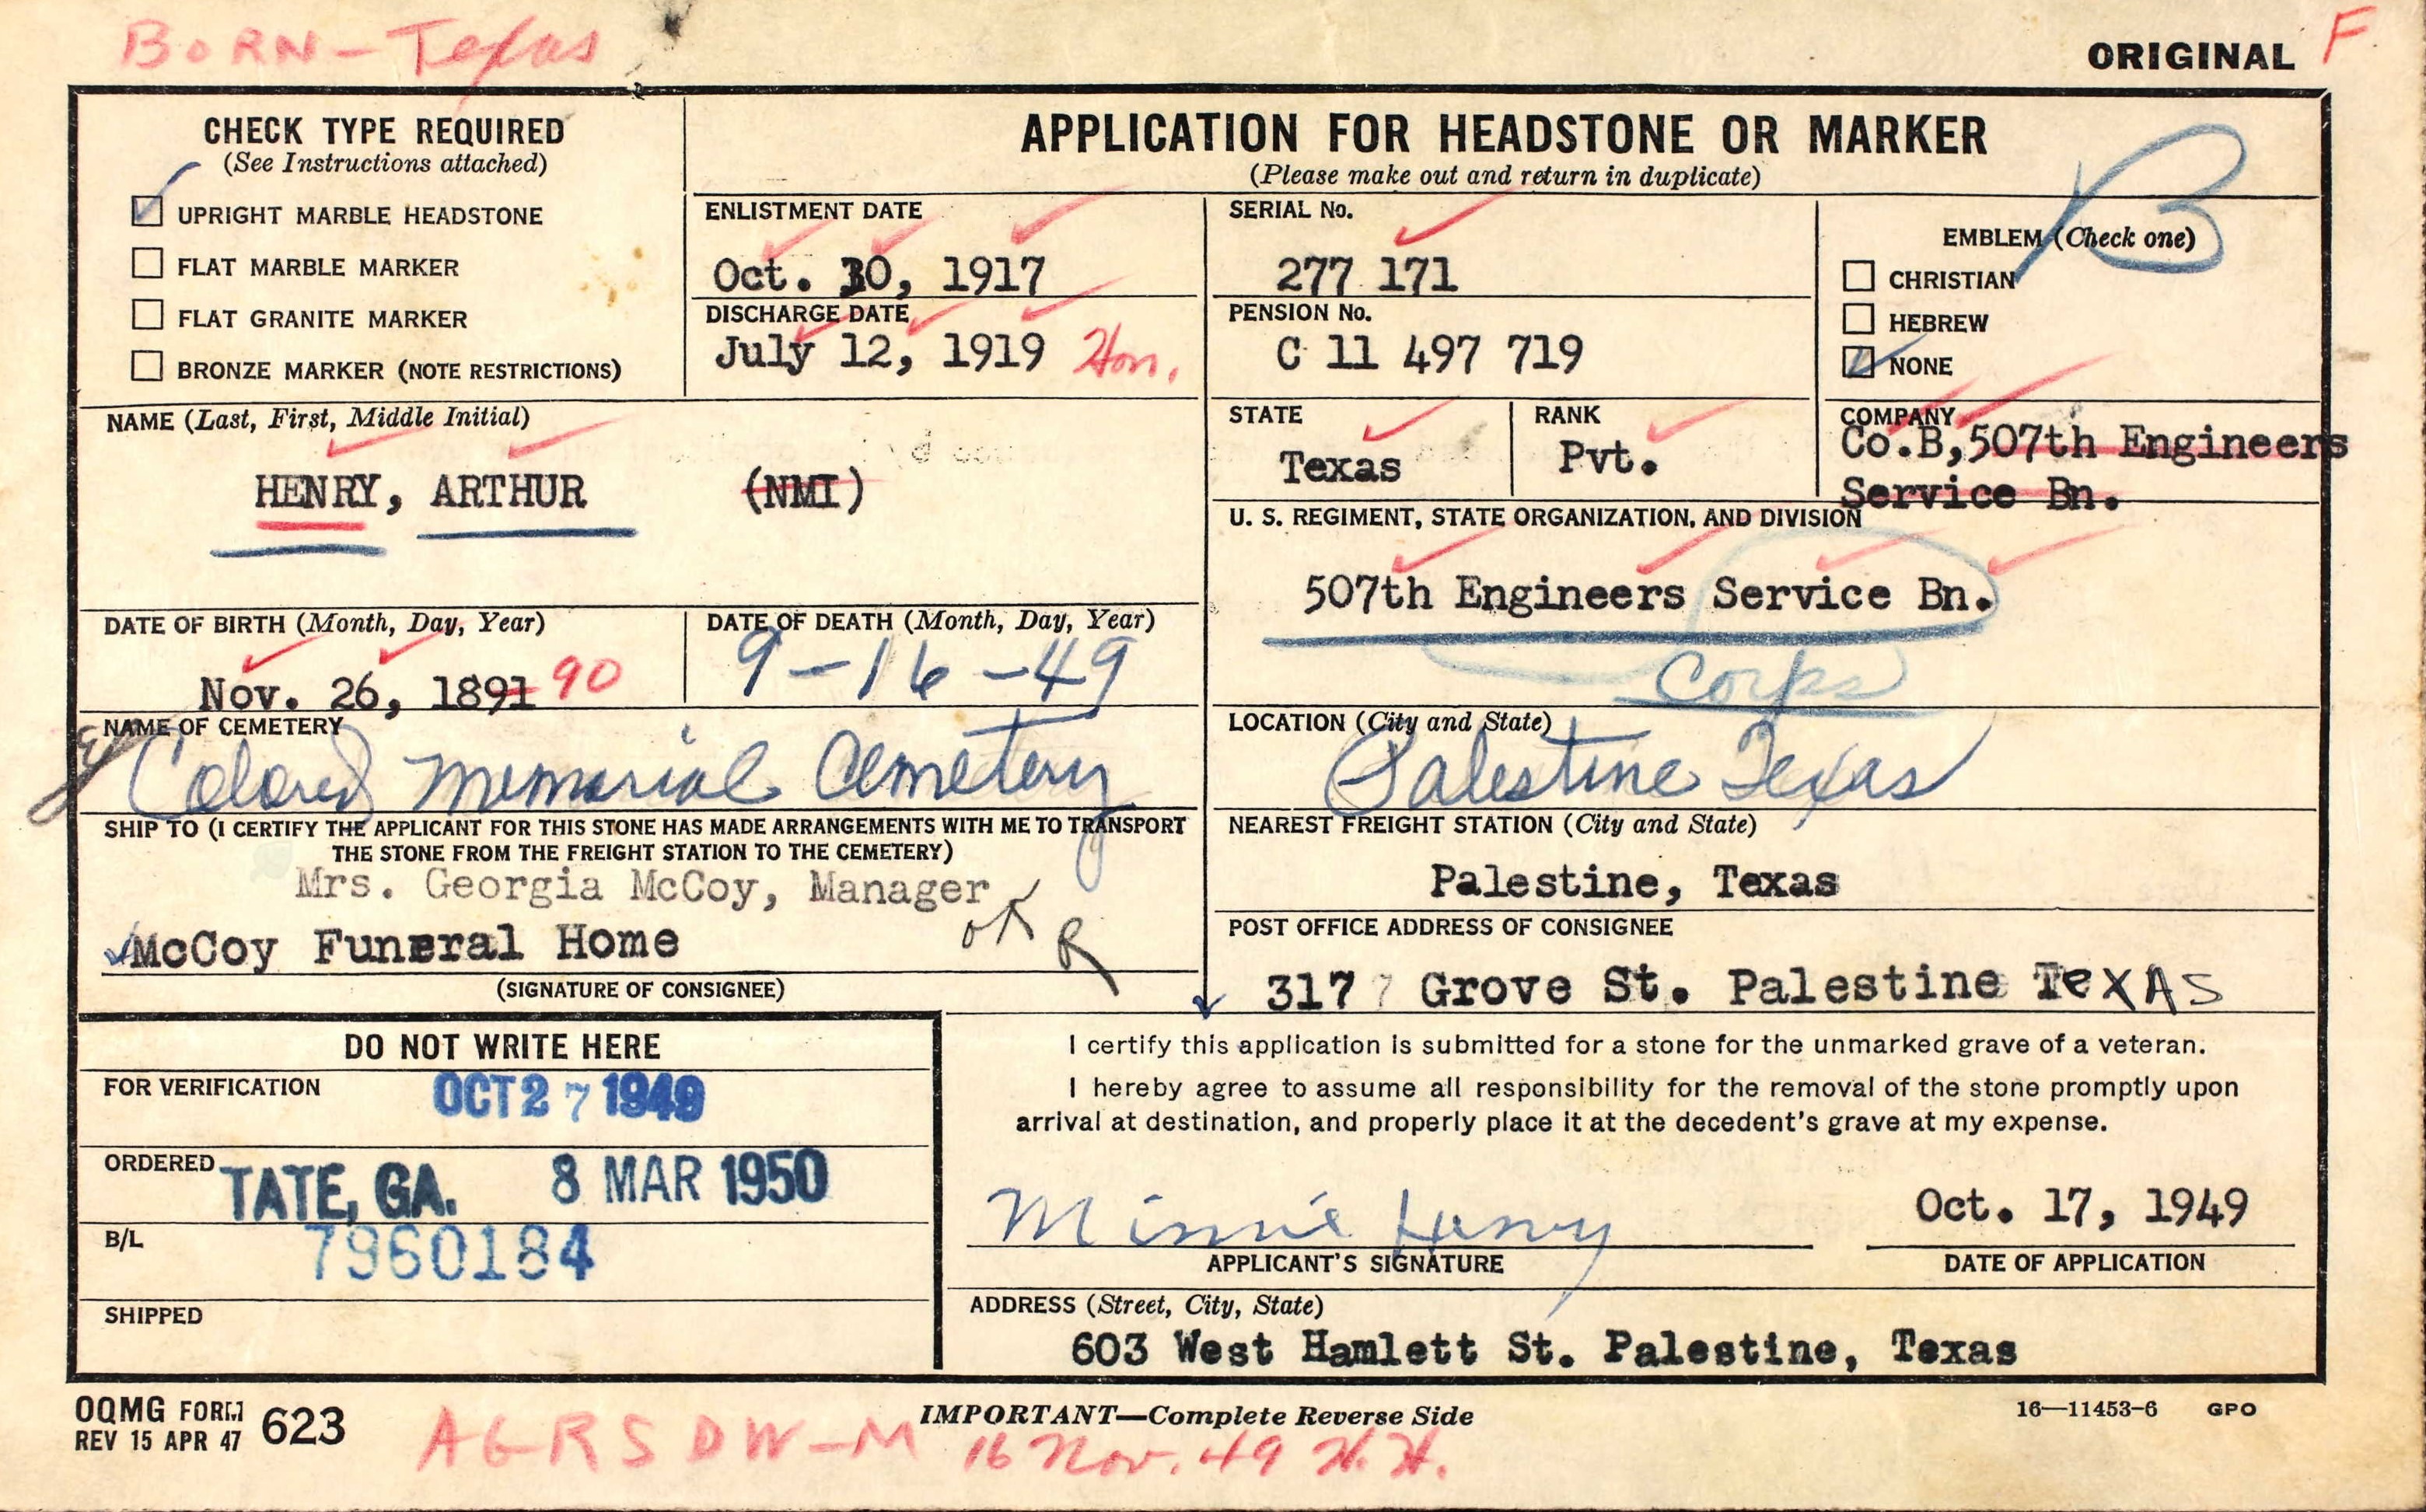 BORN - Texas
ORIGINAL F
CHECK TYPE REQUIRED
(See Instructions attached)
UPRIGHT MARBLE HEADSTONE
FLAT MARBLE MARKER
FLAT GRANITE MARKER
BRONZE MARKER (NOTE RESTRICTIONS)
APPLICATION FOR HEADSTONE OR MARKER
(Please make out and return in duplicate)
ENLISTMENT DATE
Oct. 30, 1917
DISCHARGE DATE
July 12, 1919 Hon.
SERIAL No.
277 171
PENSION No.
C 11 497 719
B
EMBLEM (Check one)
CHRISTIAN
HEBREW
NONE
NAME (Last, First, Middle Initial)
HENRY, ARTHUR (NMI)
STATE
Texas
RANK
Pvt.
COMPANY
Co.B,507th Engineers
Service Bn.
U. S. REGIMENT, STATE ORGANIZATION, AND DIVISION
507th Engineers Service Bn.
Corps
DATE OF BIRTH (Month, Day, Year)
Nov. 26, 1891 90
DATE OF DEATH (Month, Day, Year)
9-16-49
NAME OF CEMETERY
Colored Memorial Cemetery
LOCATION (City and State)
Palestine Texas
SHIP TO (I CERTIFY THE APPLICANT FOR THIS STONE HAS MADE ARRANGEMENTS WITH ME TO TRANSPORT
THE STONE FROM THE FREIGHT STATION TO THE CEMETERY)
Mrs. Georgia McCoy, Manager
McCoy Funeral Home
OK R
(SIGNATURE OF CONSIGNEE)
NEAREST FREIGHT STATION (City and State)
Palestine, Texas
POST OFFICE ADDRESS OF CONSIGNEE
317 Grove St. Palestine TeXAS
DO NOT WRITE HERE
FOR VERIFICATION
OCT 27 1949
ORDERED
TATE, GA. 8 MAR 1950
B/L
7960184
SHIPPED
I certify this application is submitted for a stone for the unmarked grave of a veteran.
I hereby agree to assume all responsibility for the removal of the stone promptly upon
arrival at destination, and properly place it at the decedent's grave at my expense.
Minnie Henry
APPLICANT'S SIGNATURE
Oct. 17, 1949
DATE OF APPLICATION
ADDRESS (Street, City, State)
603 West Hamlett St. Palestine, Texas
OQMG FORM 623
REV 15 APR 47
IMPORTANT—Complete Reverse Side
16—11453-6 GPO
AGRS DW-M 16 Nov. 49 H.H.